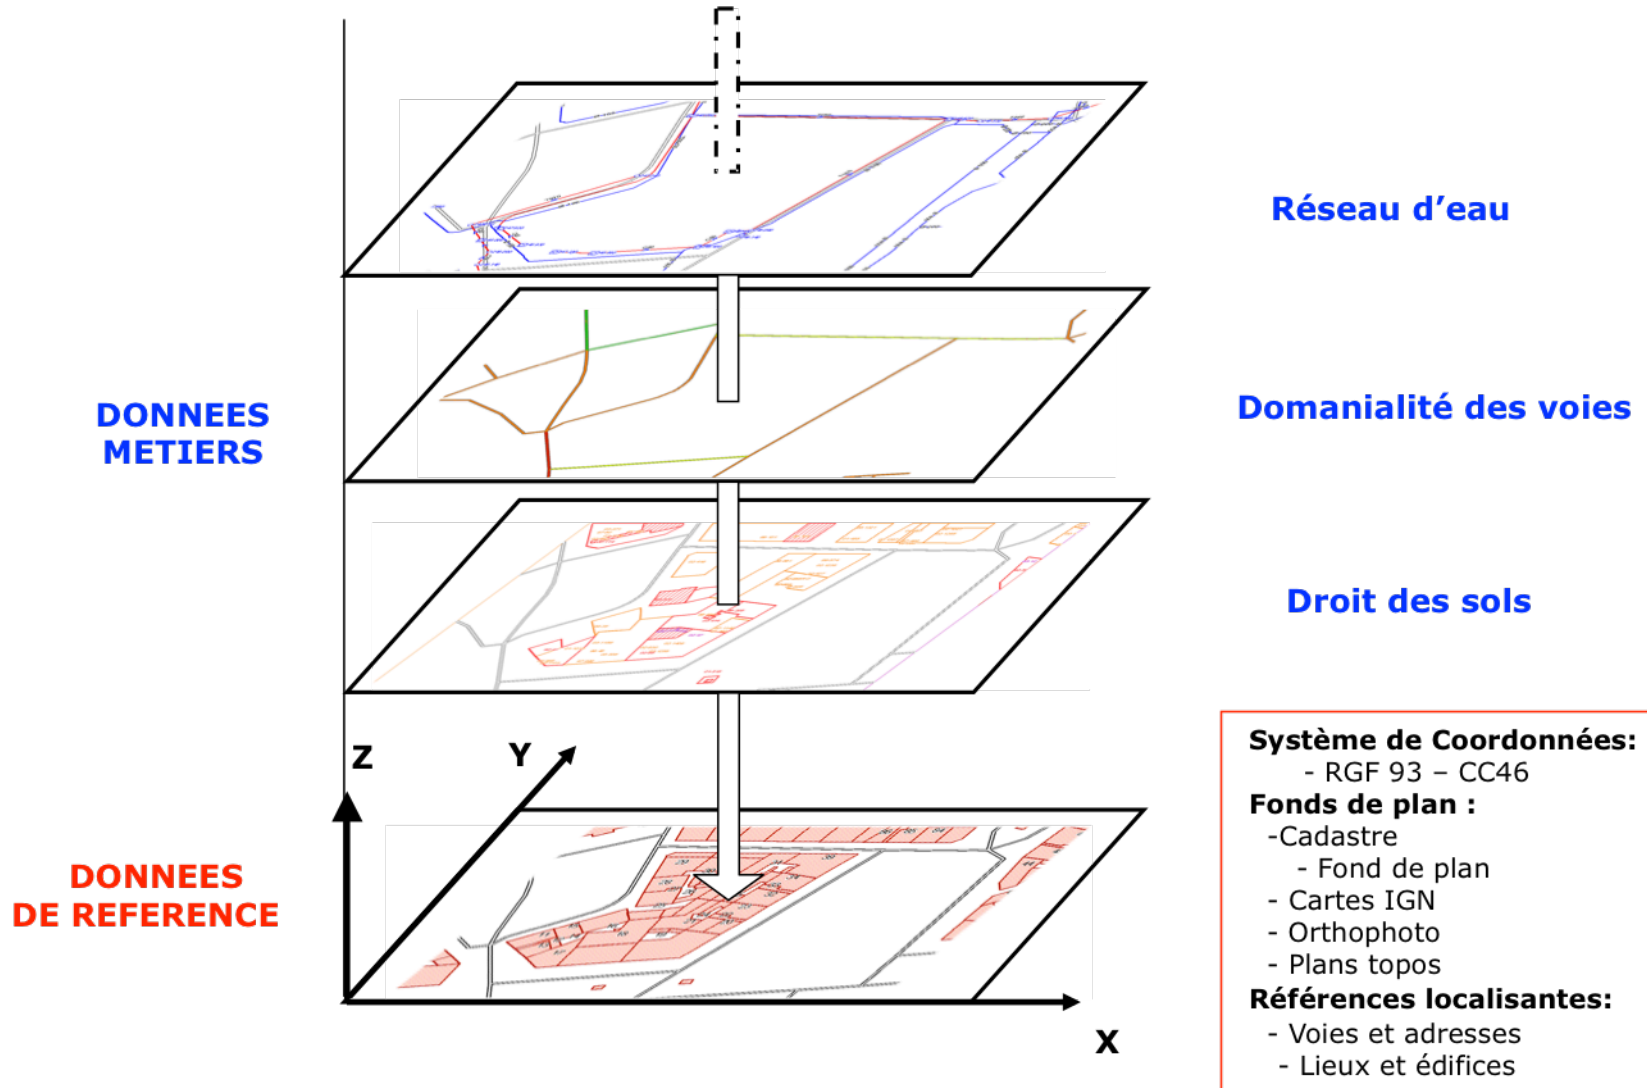 Réseau d’eau
DONNEES
METIERS
Domanialité des voies
Droit des sols
Z
Y
X
DONNEES
DE REFERENCE
Système de Coordonnées:
- RGF 93 – CC46
Fonds de plan :
-Cadastre
- Fond de plan
- Cartes IGN
- Orthophoto
- Plans topos
Références localisantes:
- Voies et adresses
- Lieux et édifices